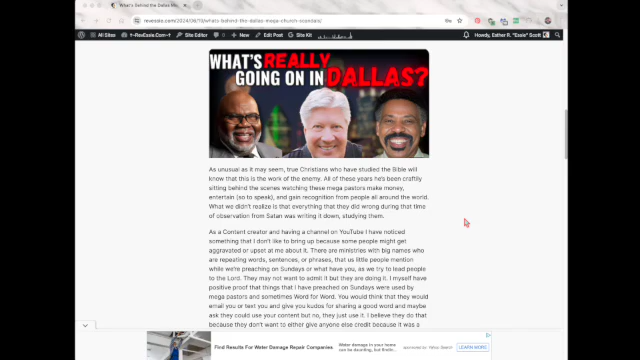 What's Behind the Dallas M
revessie.com/2024/06/19/whats-behind-the-dallas-mega-church-scandals/
All Sites
†-RevEssie.Com-†
Site Editor
0
New
Edit Post
Site Kit
Howdy, Esther R. "Essie" Scott
WHAT'S REALLY
GOING ON IN DALLAS?
As unusual as it may seem, true Christians who have studied the Bible will
know that this is the work of the enemy. All of these years he's been craftily
sitting behind the scenes watching these mega pastors make money,
entertain (so to speak), and gain recognition from people all around the world.
What we didn't realize is that everything that they did wrong during that time
of observation from Satan was writing it down, studying them.
As a Content creator and having a channel on YouTube I have noticed
something that I don't like to bring up because some people might get
aggravated or upset at me about it. There are ministries with big names who
are repeating words, sentences, or phrases, that us little people mention
while we're preaching on Sundays or what have you, as we try to lead people
to the Lord. They may not want to admit it but they are doing it. I myself have
positive proof that things that I have preached on Sundays were used by
mega pastors and sometimes Word for Word. You would think that they would
email you or text you and give you kudos for sharing a good word and maybe
ask they could use your content but no, they just use it. I believe they do that
because they don't want to either give anyone else credit because it was a
Find Results For Water Damage Repair Companies
Water damage in your home
can be daunting, but findin...
sponsored by: Yahoo Search
LEARN MORE